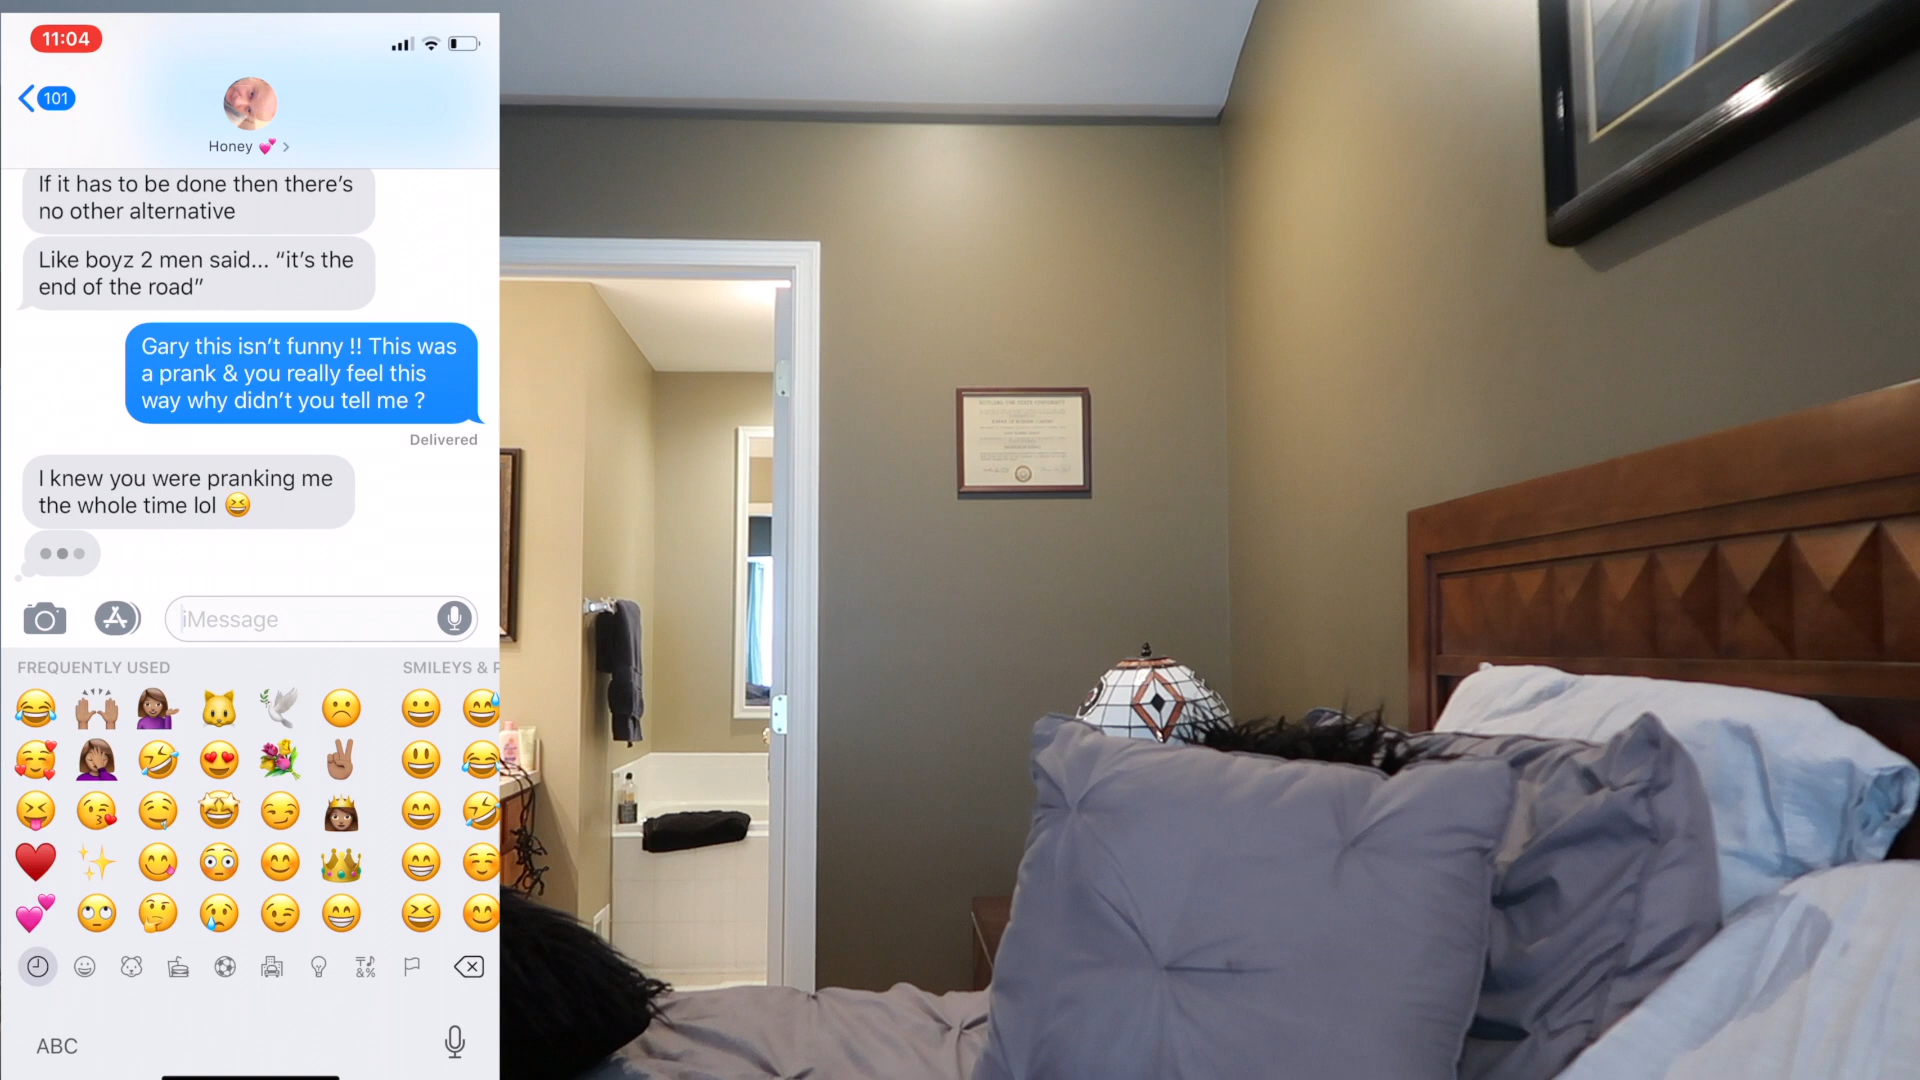 11:04
101
Honey
If it has to be done then there's
no other alternative
Like boyz 2 men said... “it's the
end of the road”
Gary this isn't funny !! This was
a prank & you really feel this
way why didn't you tell me ?
Delivered
I knew you were pranking me
the whole time lol
iMessage
FREQUENTLY USED
SMILEYS & P
ABC